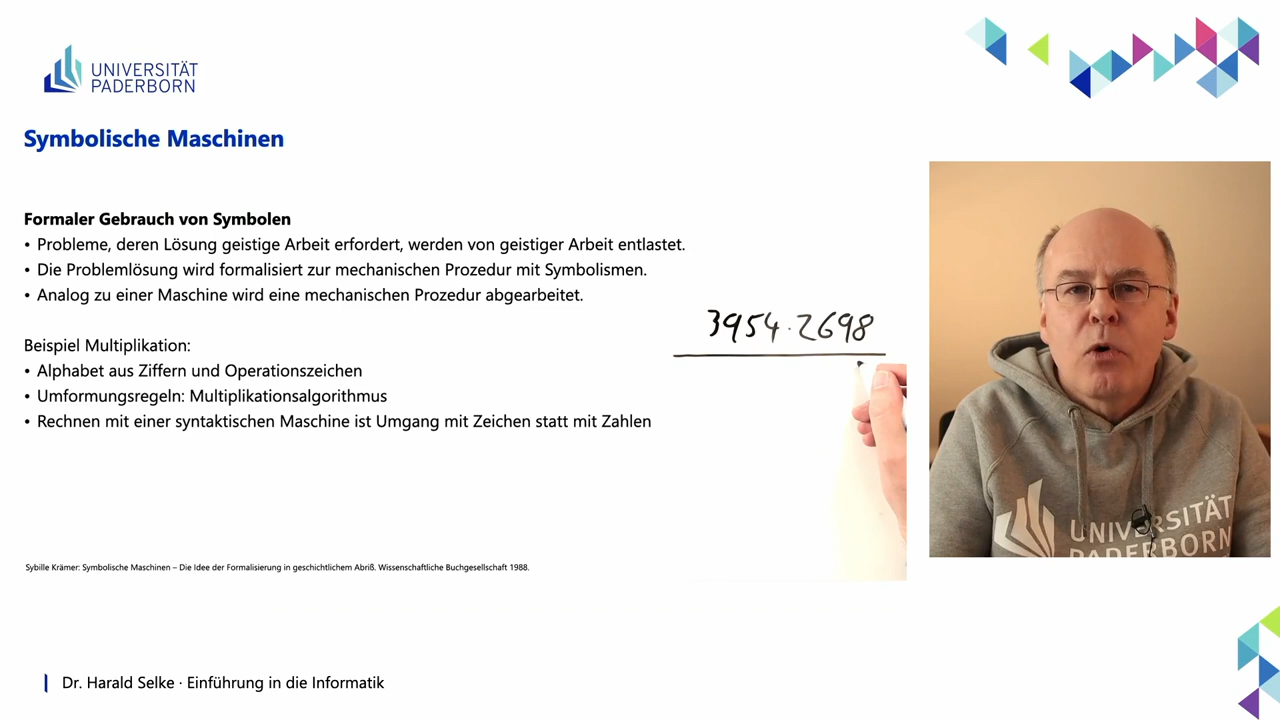 UNIVERSITÄT
PADERBORN
Symbolische Maschinen
Formaler Gebrauch von Symbolen
• Probleme, deren Lösung geistige Arbeit erfordert, werden von geistiger Arbeit entlastet.
• Die Problemlösung wird formalisiert zur mechanischen Prozedur mit Symbolismen.
• Analog zu einer Maschine wird eine mechanischen Prozedur abgearbeitet.
3954·2698
Beispiel Multiplikation:
• Alphabet aus Ziffern und Operationszeichen
• Umformungsregeln: Multiplikationsalgorithmus
• Rechnen mit einer syntaktischen Maschine ist Umgang mit Zeichen statt mit Zahlen
UNIVERSITÄT
PADERBORN
Sybille Krämer: Symbolische Maschinen – Die Idee der Formalisierung in geschichtlichem Abriß. Wissenschaftliche Buchgesellschaft 1988.
Dr. Harald Selke · Einführung in die Informatik